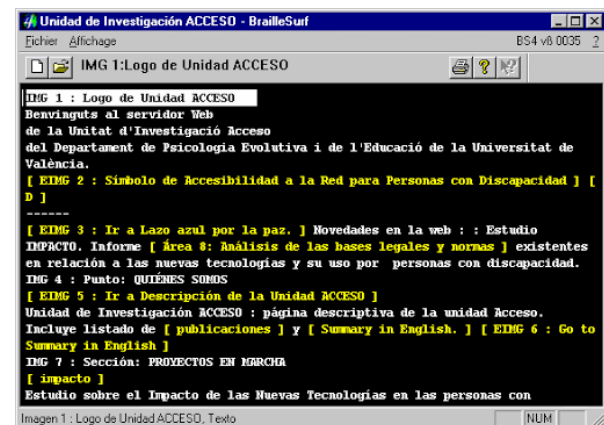 Unidad de Investigación ACCESO - BrailleSurf
Fichier Affichage BS4 vß 0035 ?
IMG 1:Logo de Unidad ACCESO
IMG 1 : Logo de Unidad ACCESO
Benvinguts al servidor Web
de la Unitat d'Investigació Acceso
del Departament de Psicologia Evolutiva i de l'Educació de la Universitat de
València.
[ EIMG 2 : Símbolo de Accesibilidad a la Red para Personas con Discapacidad ] [
D ]
------
[ EIMG 3 : Ir a Lazo azul por la paz. ] Novedades en la web : : Estudio
IMPACTO. Informe [ Área 8: Análisis de las bases legales y normas ] existentes
en relación a las nuevas tecnologías y su uso por personas con discapacidad.
IMG 4 : Punto: QUIÉNES SOMOS
[ EIMG 5 : Ir a Descripción de la Unidad ACCESO ]
Unidad de Investigación ACCESO : página descriptiva de la unidad Acceso.
Incluye listado de [ publicaciones ] y [ Summary in English. ] [ EIMG 6 : Go to
Summary in English ]
IMG 7 : Sección: PROYECTOS EN MARCHA
[ impacto ]
Estudio sobre el Impacto de las Nuevas Tecnologías en las personas con
Imagen 1 : Logo de Unidad ACCESO, Texto NUM